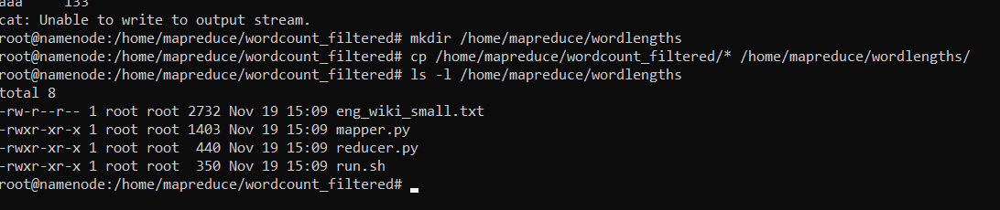 aaa     133
cat: Unable to write to output stream.
root@namenode:/home/mapreduce/wordcount_filtered# mkdir /home/mapreduce/wordlengths
root@namenode:/home/mapreduce/wordcount_filtered# cp /home/mapreduce/wordcount_filtered/* /home/mapreduce/wordlengths/
root@namenode:/home/mapreduce/wordcount_filtered# ls -l /home/mapreduce/wordlengths
total 8
-rw-r--r-- 1 root root 2732 Nov 19 15:09 eng_wiki_small.txt
-rwxr-xr-x 1 root root 1403 Nov 19 15:09 mapper.py
-rwxr-xr-x 1 root root  440 Nov 19 15:09 reducer.py
-rwxr-xr-x 1 root root  350 Nov 19 15:09 run.sh
root@namenode:/home/mapreduce/wordcount_filtered#